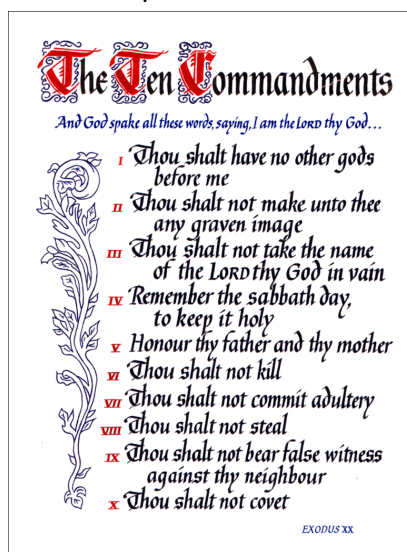 The Ten Commandments
And God spake all these words, saying, I am the LORD thy God...
I Thou shalt have no other gods
before me
II Thou shalt not make unto thee
any graven image
III Thou shalt not take the name
of the LORD thy God in vain
IV Remember the sabbath day,
to keep it holy
V Honour thy father and thy mother
VI Thou shalt not kill
VII Thou shalt not commit adultery
VIII Thou shalt not steal
IX Thou shalt not bear false witness
against thy neighbour
X Thou shalt not covet
EXODUS XX